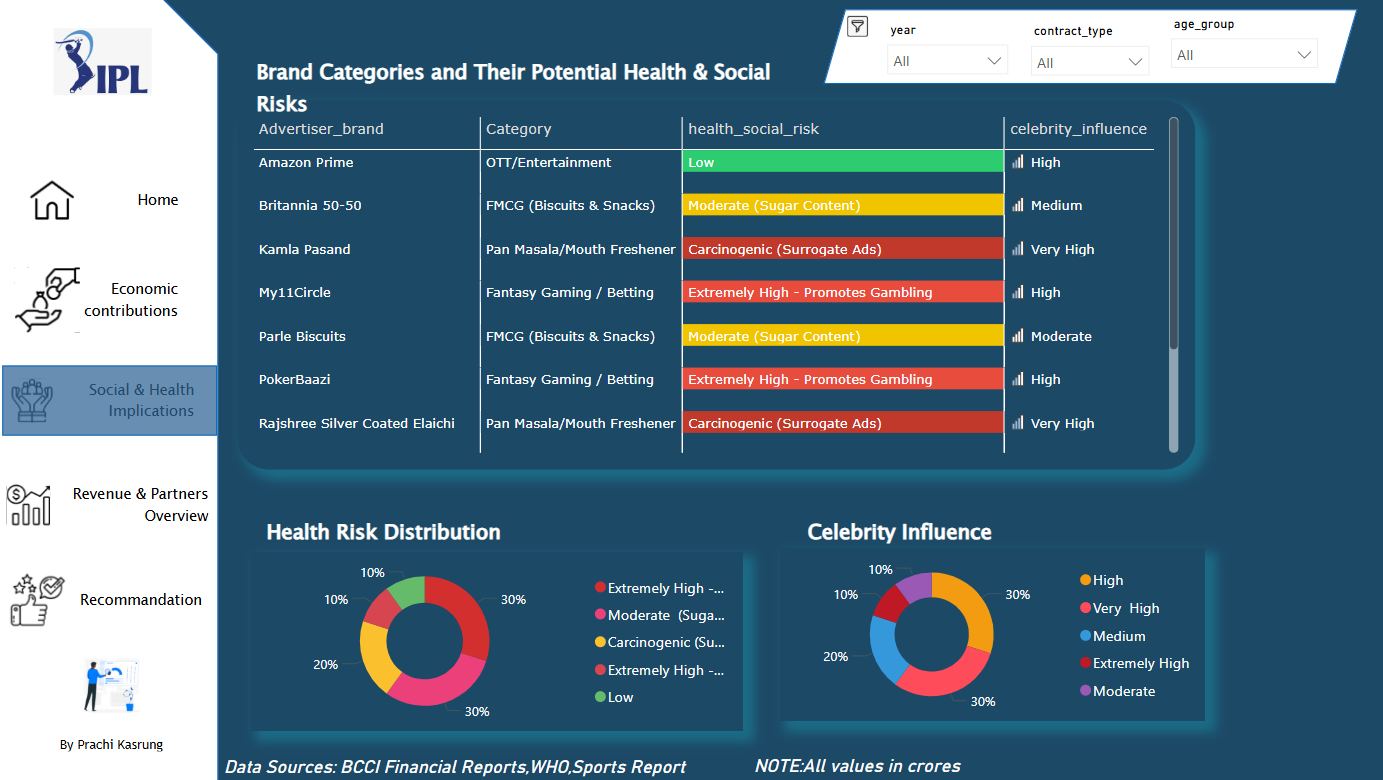 IPL
Home
Economic
contributions
Social & Health
Implications
Revenue & Partners
Overview
Recommandation
By Prachi Kasrung
year
All
contract_type
All
age_group
All
Brand Categories and Their Potential Health & Social
Risks
Advertiser_brand Category health_social_risk celebrity_influence
Amazon Prime OTT/Entertainment Low High
Britannia 50-50 FMCG (Biscuits & Snacks) Moderate (Sugar Content) Medium
Kamla Pasand Pan Masala/Mouth Freshener Carcinogenic (Surrogate Ads) Very High
My11Circle Fantasy Gaming / Betting Extremely High - Promotes Gambling High
Parle Biscuits FMCG (Biscuits & Snacks) Moderate (Sugar Content) Moderate
PokerBaazi Fantasy Gaming / Betting Extremely High - Promotes Gambling High
Rajshree Silver Coated Elaichi Pan Masala/Mouth Freshener Carcinogenic (Surrogate Ads) Very High
Health Risk Distribution
10%
10%
20%
30%
30%
Extremely High -...
Moderate (Suga...
Carcinogenic (Su...
Extremely High -...
Low
Celebrity Influence
10%
10%
20%
30%
30%
High
Very High
Medium
Extremely High
Moderate
Data Sources: BCCI Financial Reports,WHO,Sports Report
NOTE:All values in crores